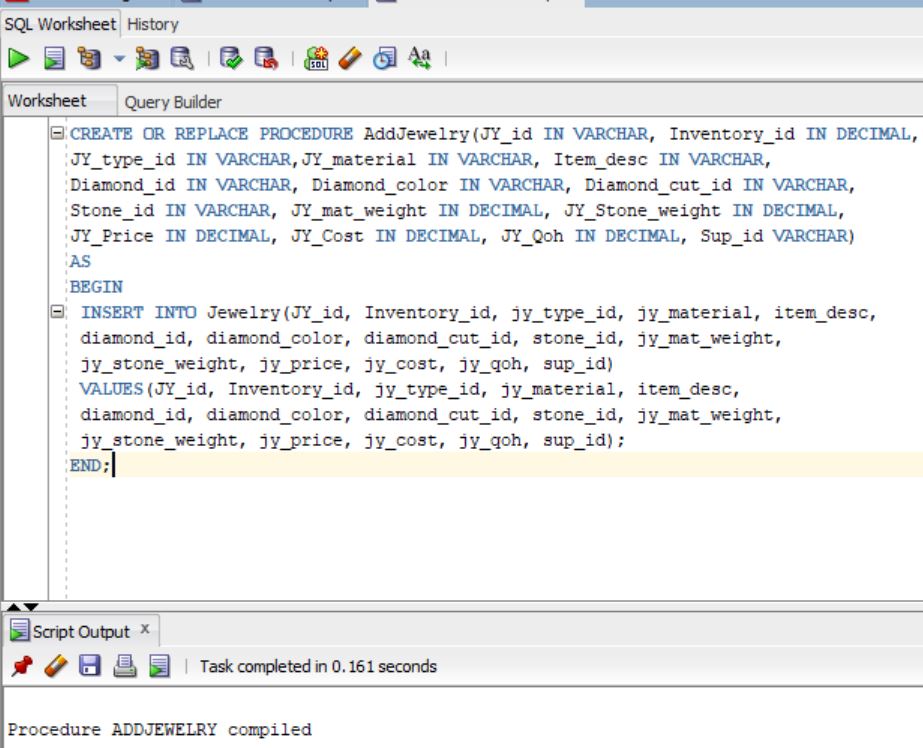 SQL Worksheet History
Worksheet Query Builder
CREATE OR REPLACE PROCEDURE AddJewelry(JY_id IN VARCHAR, Inventory_id IN DECIMAL,
JY_type_id IN VARCHAR,JY_material IN VARCHAR, Item_desc IN VARCHAR,
Diamond_id IN VARCHAR, Diamond_color IN VARCHAR, Diamond_cut_id IN VARCHAR,
Stone_id IN VARCHAR, JY_mat_weight IN DECIMAL, JY_Stone_weight IN DECIMAL,
JY_Price IN DECIMAL, JY_Cost IN DECIMAL, JY_Qoh IN DECIMAL, Sup_id VARCHAR)
AS
BEGIN
INSERT INTO Jewelry(JY_id, Inventory_id, jy_type_id, jy_material, item_desc,
diamond_id, diamond_color, diamond_cut_id, stone_id, jy_mat_weight,
jy_stone_weight, jy_price, jy_cost, jy_qoh, sup_id)
VALUES(JY_id, Inventory_id, jy_type_id, jy_material, item_desc,
diamond_id, diamond_color, diamond_cut_id, stone_id, jy_mat_weight,
jy_stone_weight, jy_price, jy_cost, jy_qoh, sup_id);
END;
Script Output x
Task completed in 0.161 seconds
Procedure ADDJEWELRY compiled